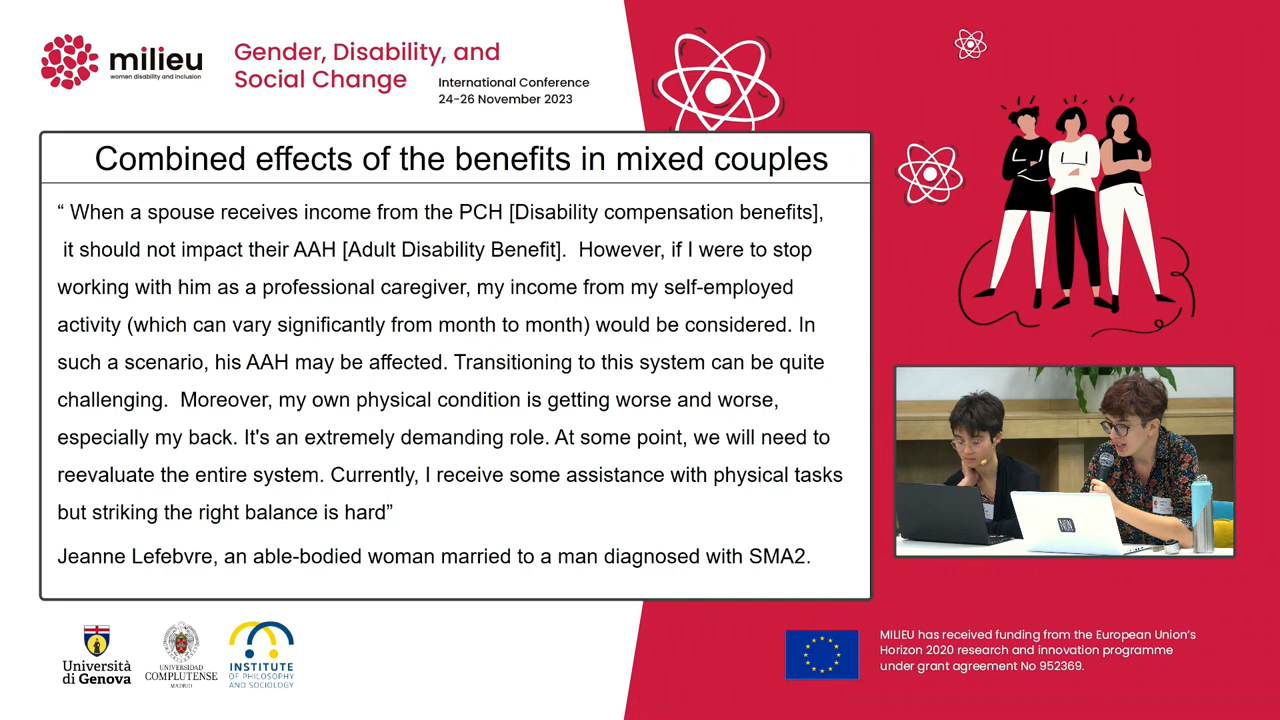 milieu
women disability and inclusion
Gender, Disability, and
Social Change
International Conference
24-26 November 2023
Combined effects of the benefits in mixed couples
“ When a spouse receives income from the PCH [Disability compensation benefits],
it should not impact their AAH [Adult Disability Benefit].  However, if I were to stop
working with him as a professional caregiver, my income from my self-employed
activity (which can vary significantly from month to month) would be considered. In
such a scenario, his AAH may be affected. Transitioning to this system can be quite
challenging.  Moreover, my own physical condition is getting worse and worse,
especially my back. It's an extremely demanding role. At some point, we will need to
reevaluate the entire system. Currently, I receive some assistance with physical tasks
but striking the right balance is hard”
Jeanne Lefebvre, an able-bodied woman married to a man diagnosed with SMA2.
NON
Università
di Genova
UNIVERSIDAD
COMPLUTENSE
MADRID
INSTITUTE
OF PHILOSOPHY
AND SOCIOLOGY
MILIEU has received funding from the European Union’s
Horizon 2020 research and innovation programme
under grant agreement No 952369.